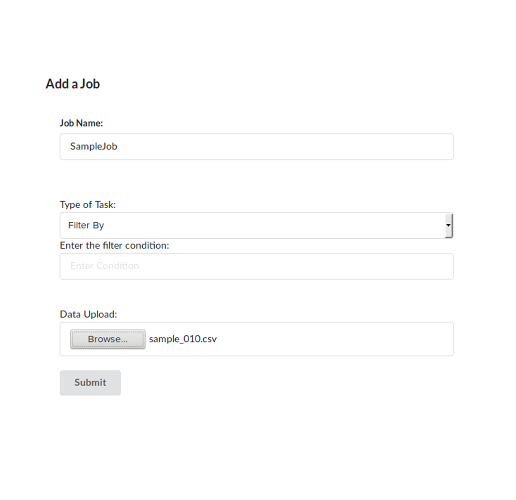 Add a Job
Job Name:
SampleJob
Type of Task:
Filter By
Enter the filter condition:
Enter Condition
Data Upload:
Browse... sample_010.csv
Submit